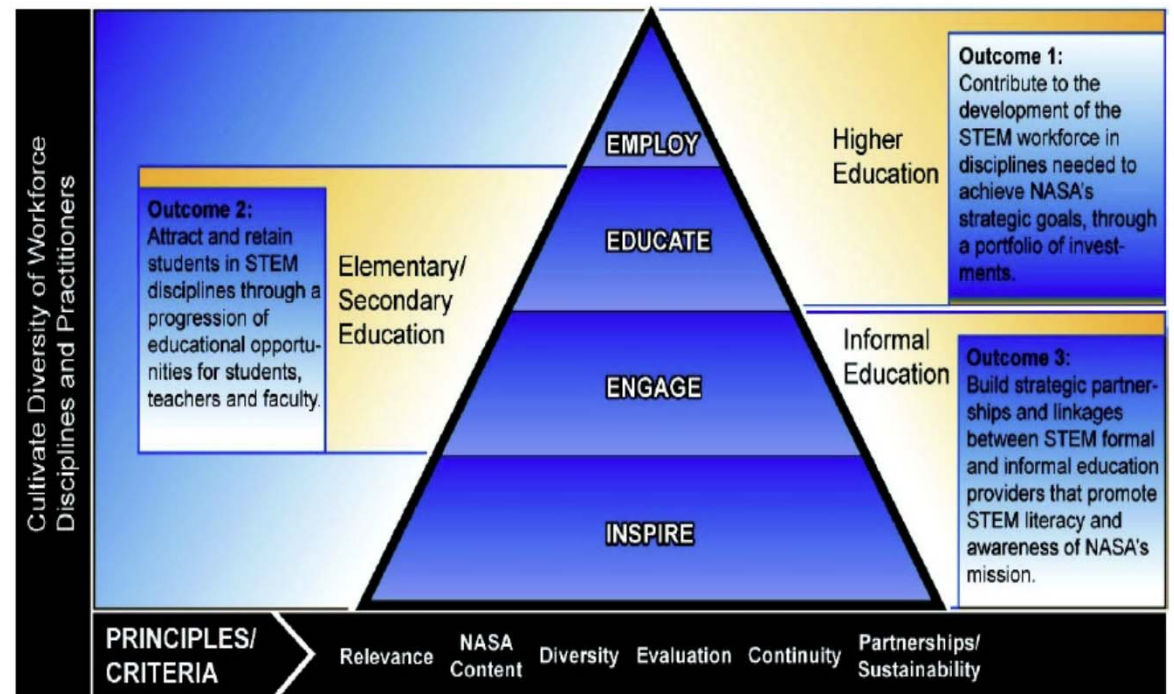 Cultivate Diversity of Workforce
Disciplines and Practitioners
Outcome 2:
Attract and retain
students in STEM
disciplines through a
progression of
educational opportu-
nities for students,
teachers and faculty.
Elementary/
Secondary
Education
EMPLOY
EDUCATE
ENGAGE
INSPIRE
Higher
Education
Outcome 1:
Contribute to the
development of the
STEM workforce in
disciplines needed to
achieve NASA's
strategic goals, through
a portfolio of invest-
ments.
Informal
Education
Outcome 3:
Build strategic partner-
ships and linkages
between STEM formal
and informal education
providers that promote
STEM literacy and
awareness of NASA's
mission.
PRINCIPLES/
CRITERIA
Relevance
NASA
Content
Diversity
Evaluation
Continuity
Partnerships/
Sustainability